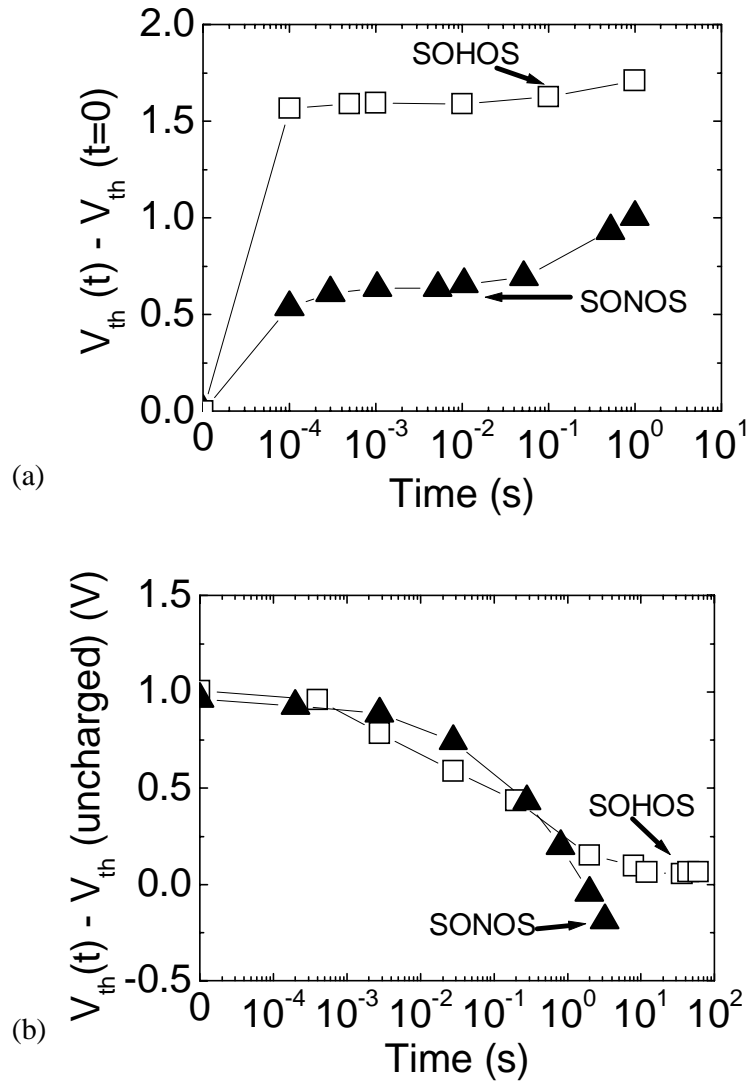 2.0
SOHOS
1.5
1.0
0.5
SONOS
0.0
V_th (t) - V_th (t=0)
0 10^-4 10^-3 10^-2 10^-1 10^0 10^1
(a)
Time (s)
1.5
1.0
0.5
SOHOS
0.0
SONOS
-0.5
V_th(t) - V_th (uncharged) (V)
0 10^-4 10^-3 10^-2 10^-1 10^0 10^1 10^2
(b)
Time (s)